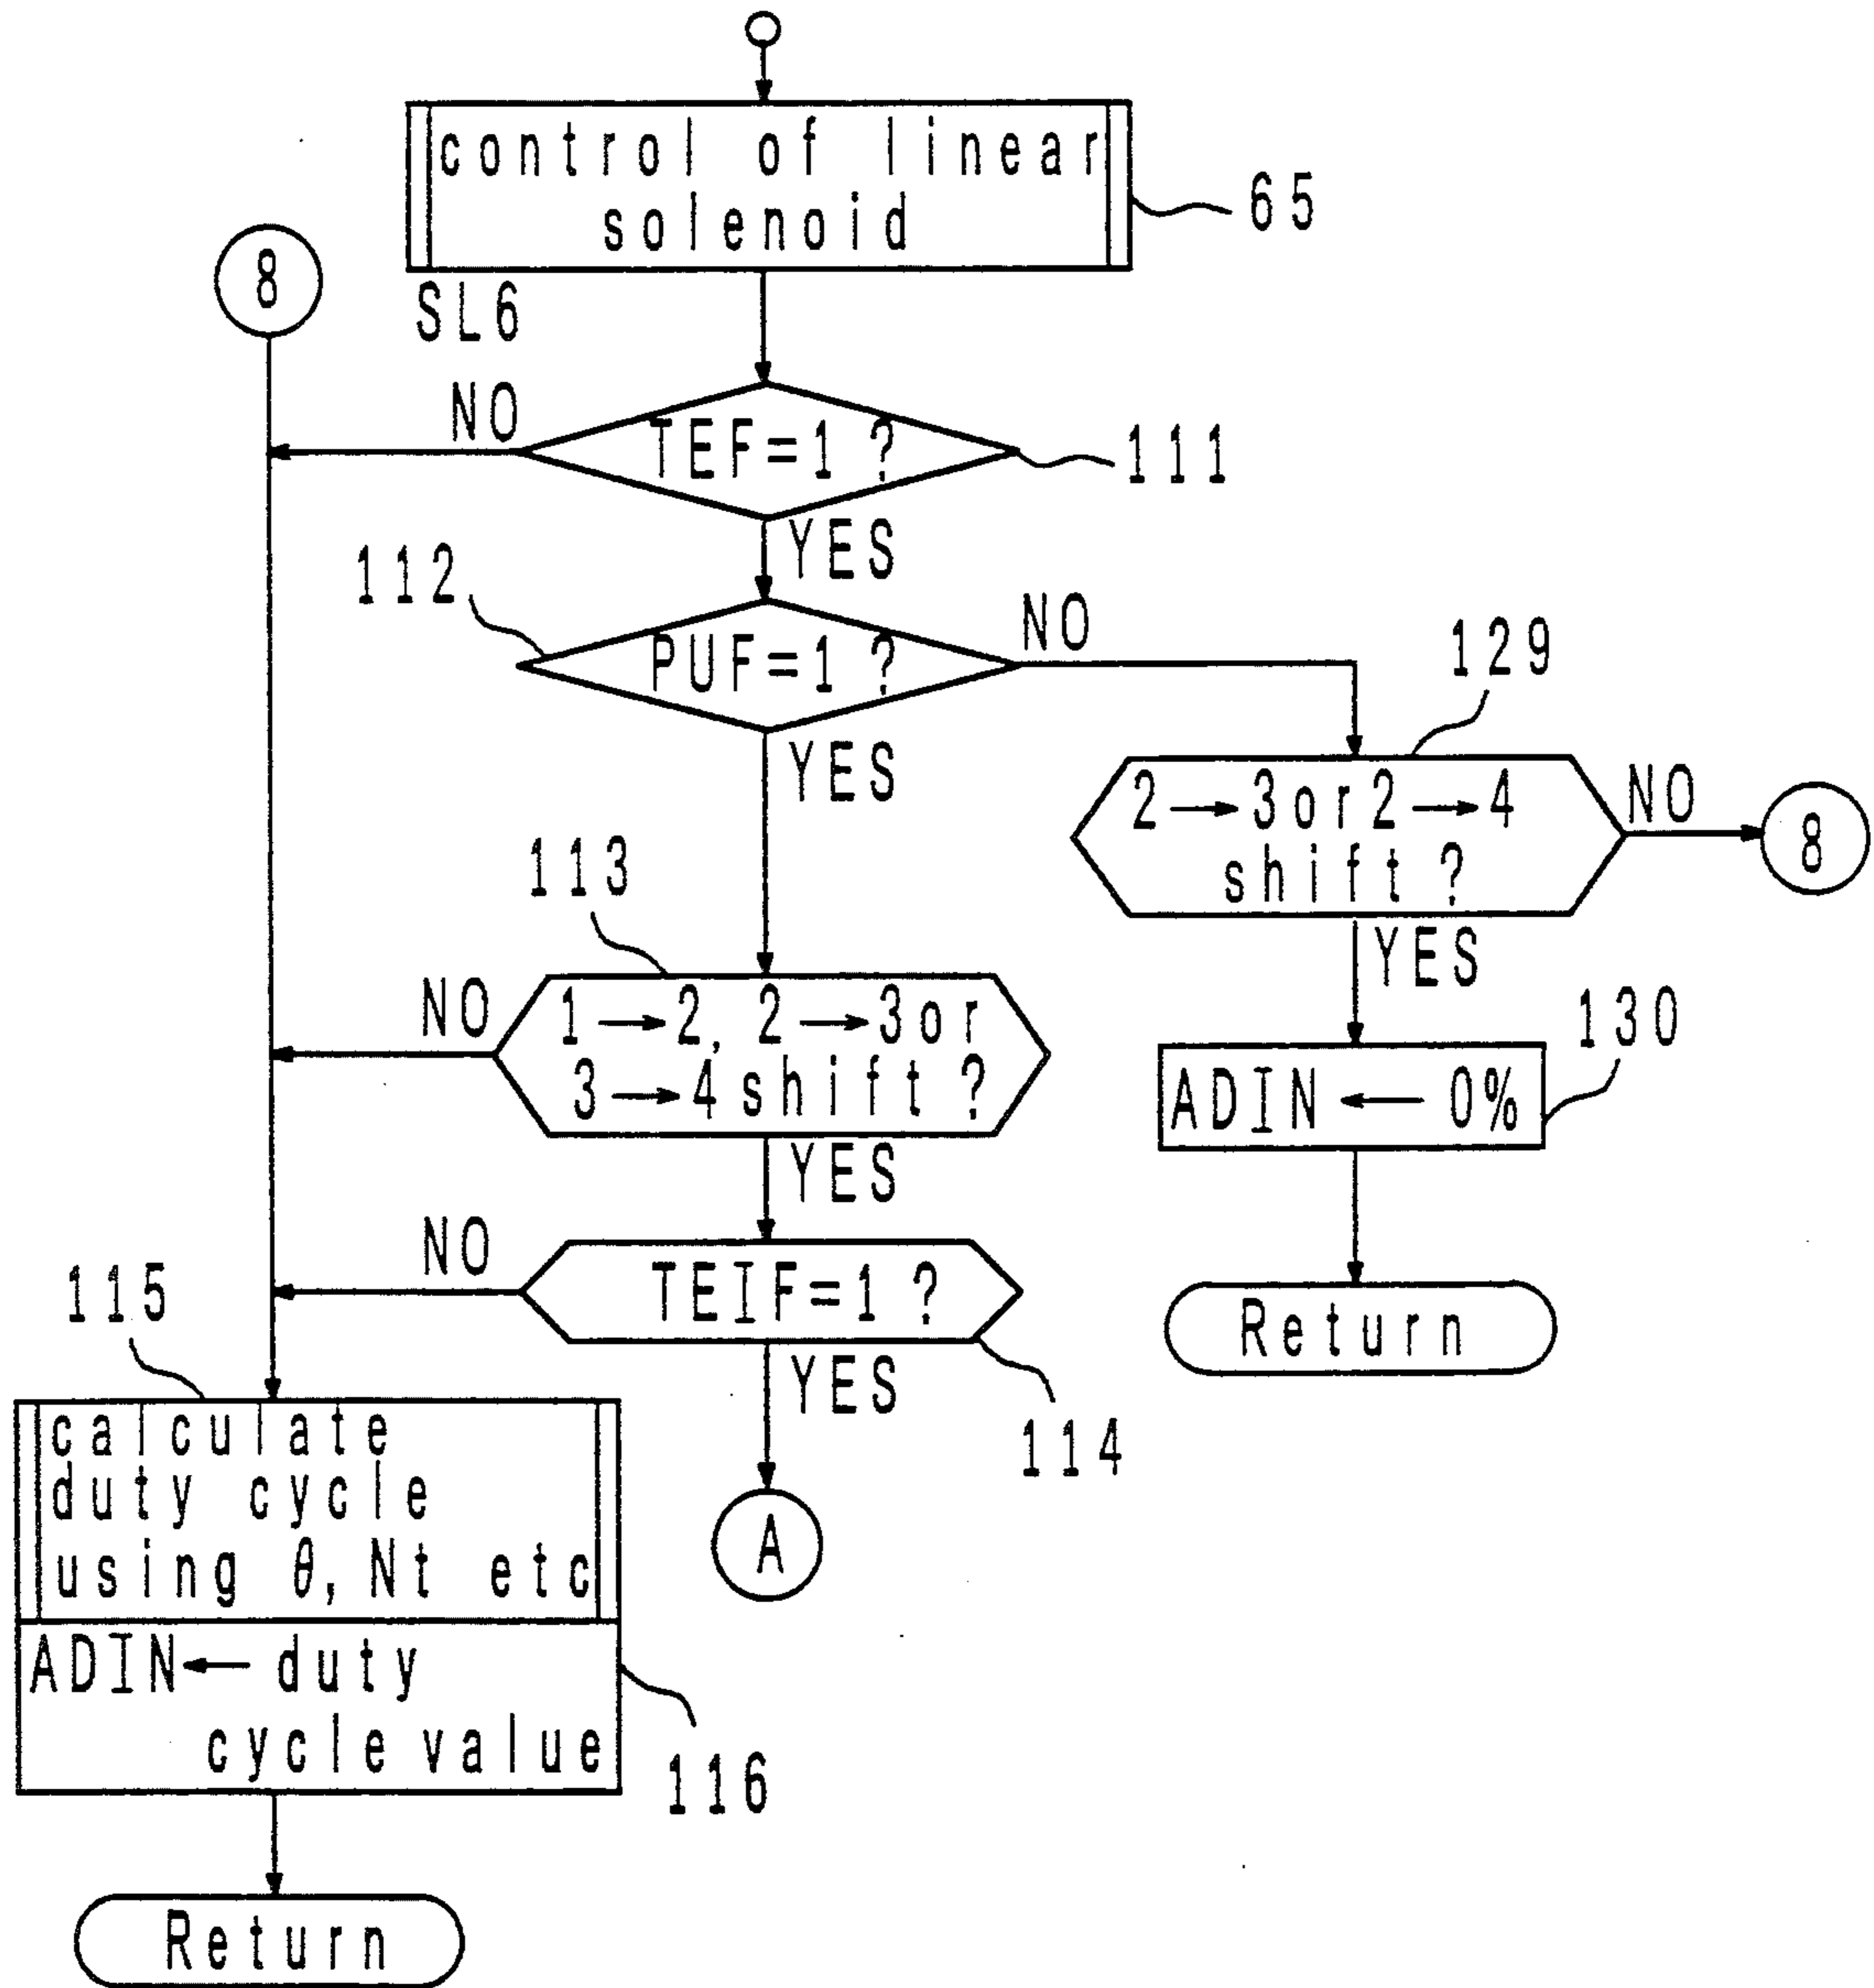 control of linear
solenoid
65
8
SL6
NO
TEF=1 ?
111
YES
112
PUF=1 ?
NO
129
YES
2→3or2→4
shift ?
NO
8
113
YES
NO
1→2, 2→3or
3→4shift ?
130
ADIN ← 0%
YES
NO
TEIF=1 ?
115
Return
YES
114
calculate
duty cycle
using θ, Nt etc
A
ADIN← duty
cycle value
116
Return